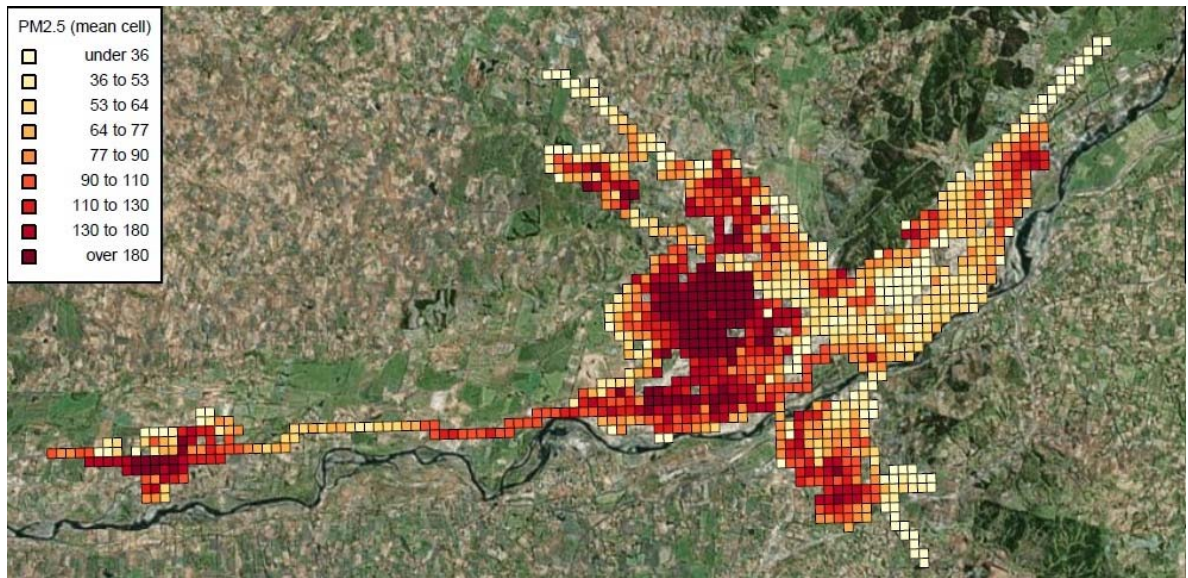 PM2.5 (mean cell)
under 36
36 to 53
53 to 64
64 to 77
77 to 90
90 to 110
110 to 130
130 to 180
over 180